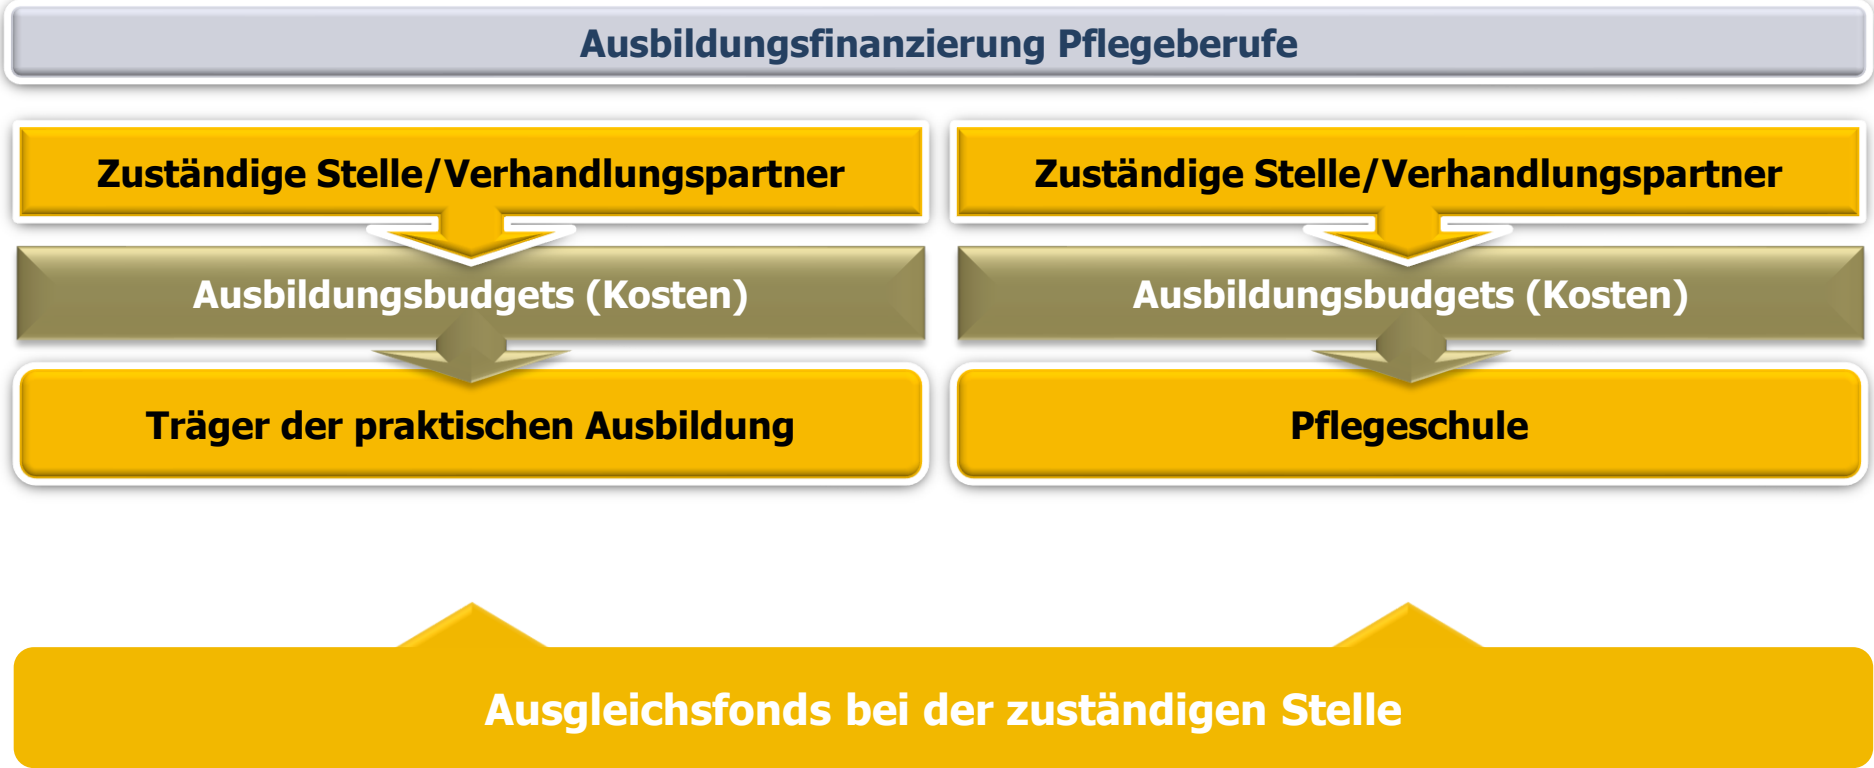 Ausbildungsfinanzierung Pflegeberufe
Zuständige Stelle/Verhandlungspartner
Zuständige Stelle/Verhandlungspartner
Ausbildungsbudgets (Kosten)
Ausbildungsbudgets (Kosten)
Träger der praktischen Ausbildung
Pflegeschule
Ausgleichsfonds bei der zuständigen Stelle